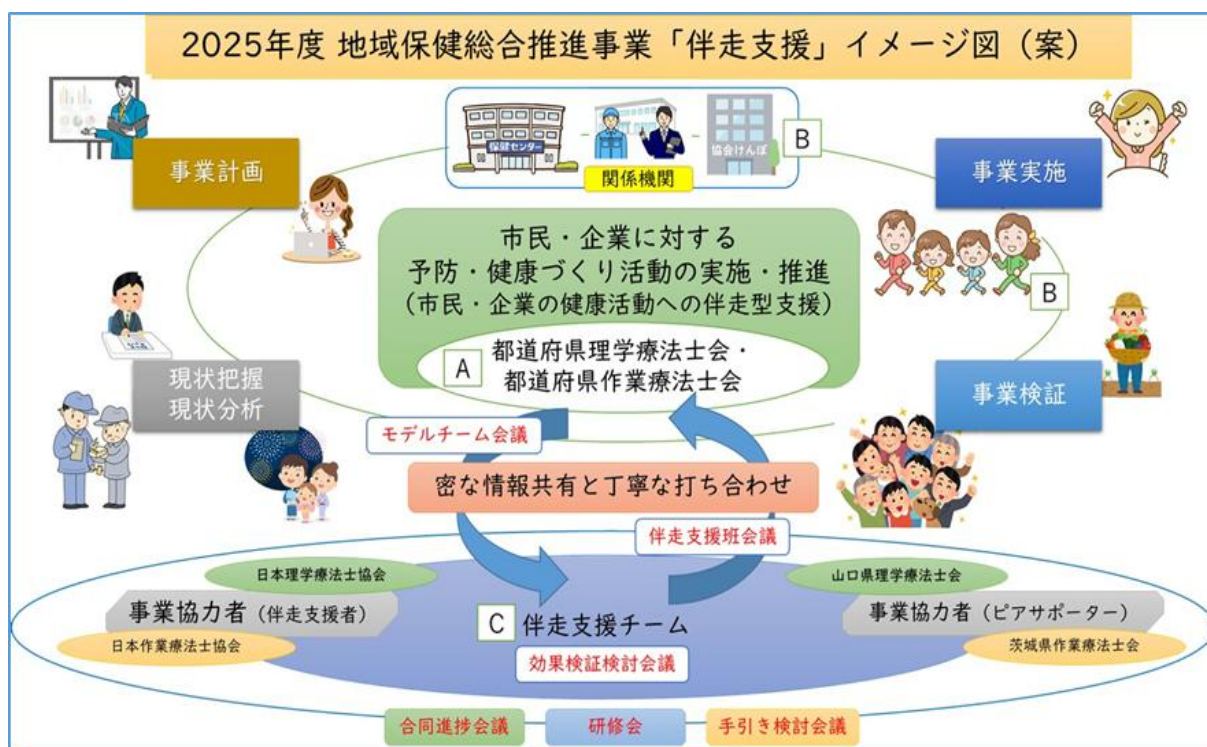 2025年度 地域保健総合推進事業「伴走支援」イメージ図（案）
保健センター
協会けんぽ
B
関係機関
事業計画
事業実施
市民・企業に対する
予防・健康づくり活動の実施・推進
（市民・企業の健康活動への伴走型支援）
B
A
都道府県理学療法士会・
都道府県作業療法士会
現状把握
現状分析
事業検証
モデルチーム会議
密な情報共有と丁寧な打ち合わせ
伴走支援班会議
日本理学療法士協会
事業協力者（伴走支援者）
日本作業療法士協会
山口県理学療法士会
事業協力者（ピアサポーター）
茨城県作業療法士会
C 伴走支援チーム
効果検証検討会議
合同進捗会議
研修会
手引き検討会議